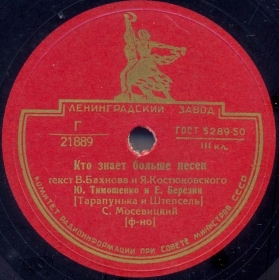 ЛЕНИНГРАДСКИЙ ЗАВОД
Г
21889
ГОСТ 5289-50
III кл.
Кто знает больше песен
текст В.Бахнова и Я.Костюковского
Ю. Тимошенко и Е. Березин
[Тарапунька и Штепсель]
С. Мосевицкий
[ф-но]
КОМИТЕТ РАДИОИНФОРМАЦИИ ПРИ СОВЕТЕ МИНИСТРОВ СССР